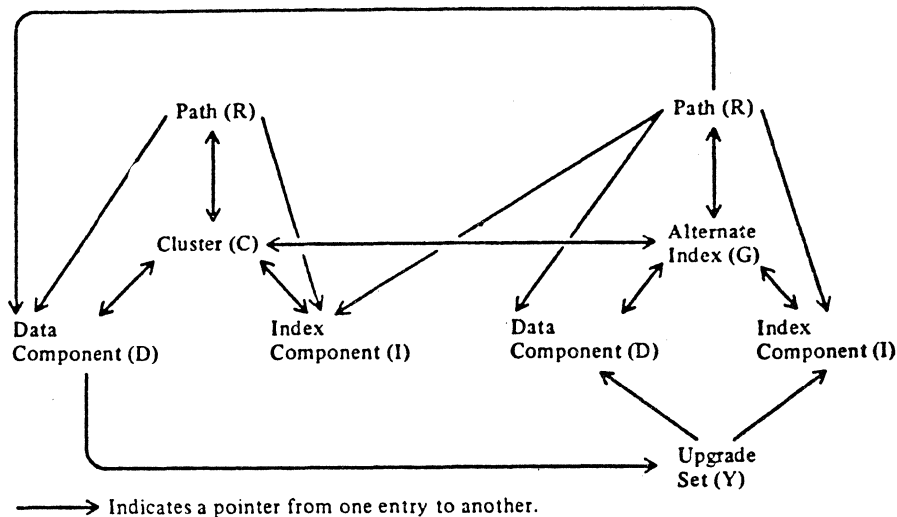 Path (R)
Path (R)
Cluster (C)
Alternate
Index (G)
Data
Component (D)
Index
Component (I)
Data
Component (D)
Index
Component (I)
Upgrade
Set (Y)
Indicates a pointer from one entry to another.